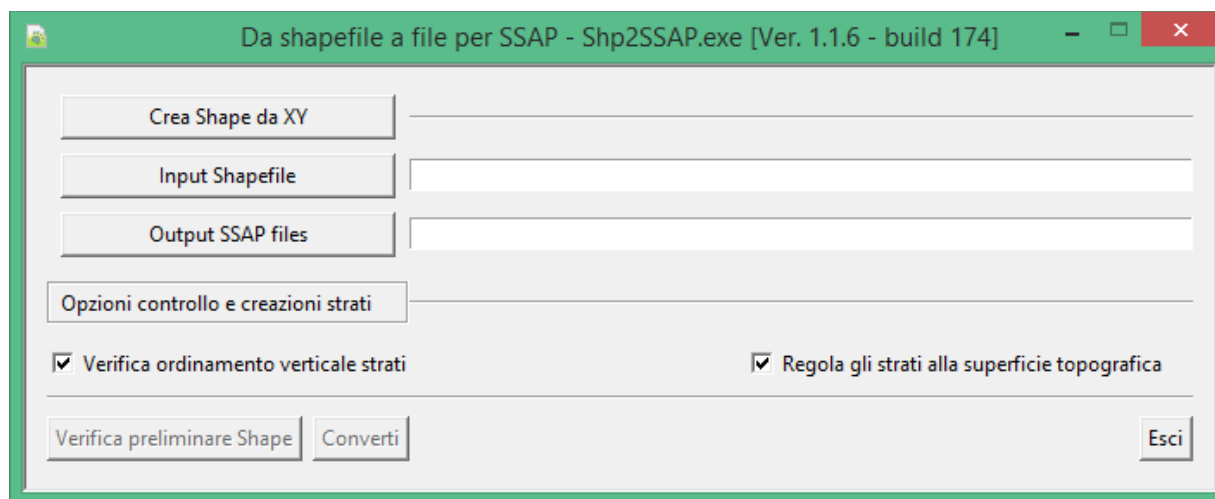 Da shapefile a file per SSAP - Shp2SSAP.exe [Ver. 1.1.6 - build 174]
Crea Shape da XY
Input Shapefile
Output SSAP files
Opzioni controllo e creazioni strati
Verifica ordinamento verticale strati Regola gli strati alla superficie topografica
Verifica preliminare Shape Converti Esci